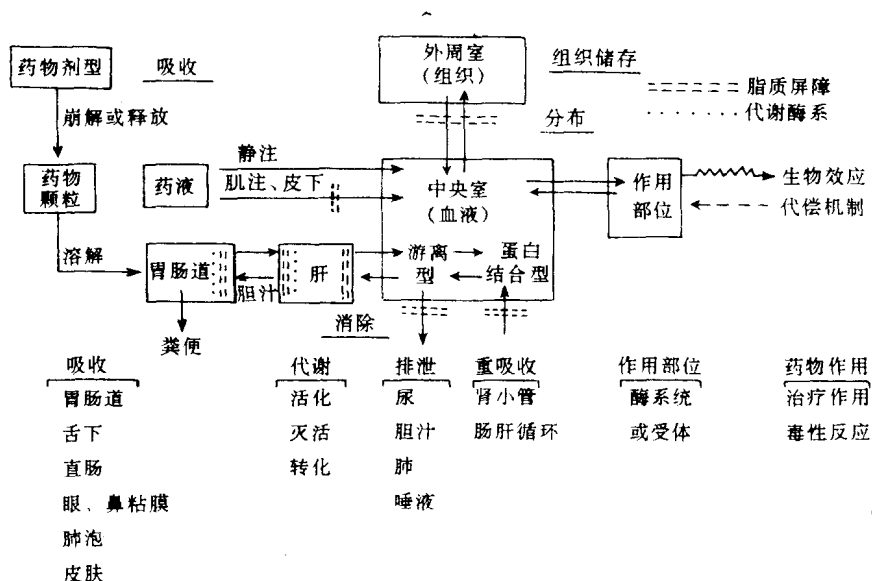 药物剂型
吸收
外周室
(组织)
组织储存
脂质屏障
代谢酶系
崩解或释放
分布
药物
颗粒
药液
静注
肌注、皮下
中央室
(血液)
作用
部位
生物效应
代偿机制
溶解
胃肠道
胆汁
肝
游离
型
蛋白
结合型
粪便
消除
吸收
胃肠道
舌下
直肠
眼、鼻粘膜
肺泡
皮肤
代谢
活化
灭活
转化
排泄
尿
胆汁
肺
唾液
重吸收
肾小管
肠肝循环
作用部位
酶系统
或受体
药物作用
治疗作用
毒性反应